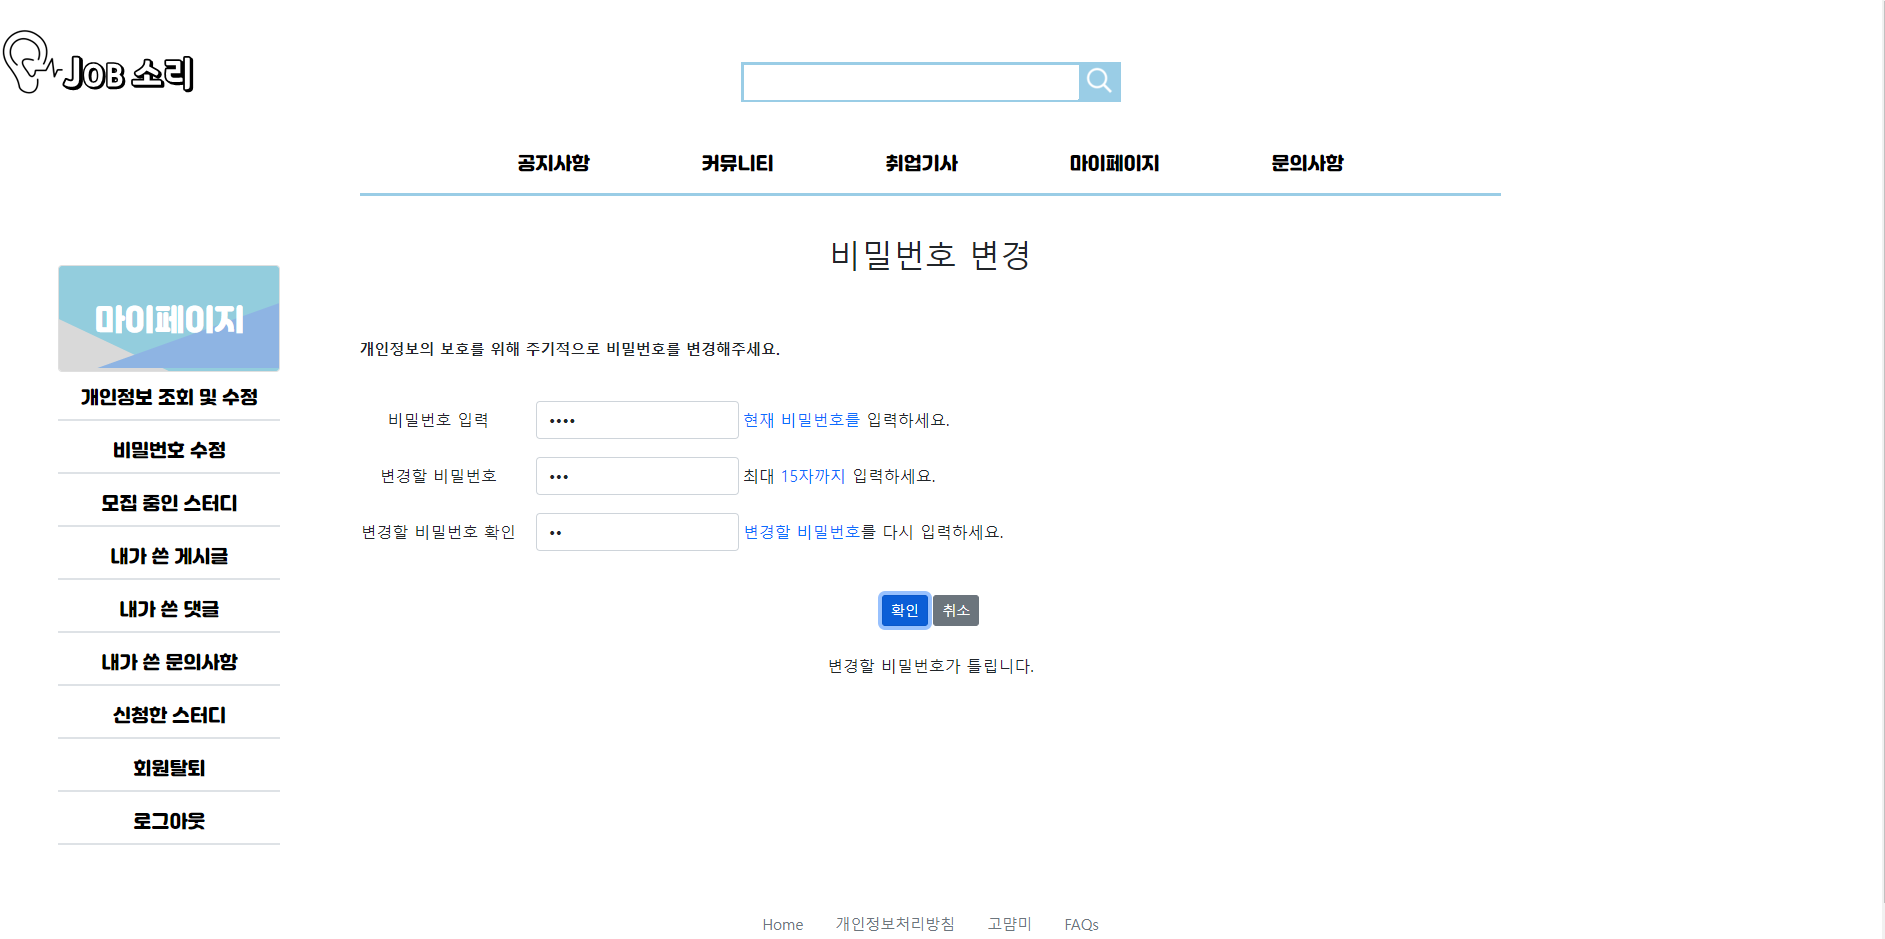 JOB 소리
공지사항 커뮤니티 취업기사 마이페이지 문의사항
비밀번호 변경
마이페이지
개인정보 조회 및 수정
비밀번호 수정
모집 중인 스터디
내가 쓴 게시글
내가 쓴 댓글
내가 쓴 문의사항
신청한 스터디
회원탈퇴
로그아웃
개인정보의 보호를 위해 주기적으로 비밀번호를 변경해주세요.
비밀번호 입력 •••• 현재 비밀번호를 입력하세요.
변경할 비밀번호 ••• 최대 15자까지 입력하세요.
변경할 비밀번호 확인 •• 변경할 비밀번호를 다시 입력하세요.
확인 취소
변경할 비밀번호가 틀립니다.
Home 개인정보처리방침 고먐미 FAQs